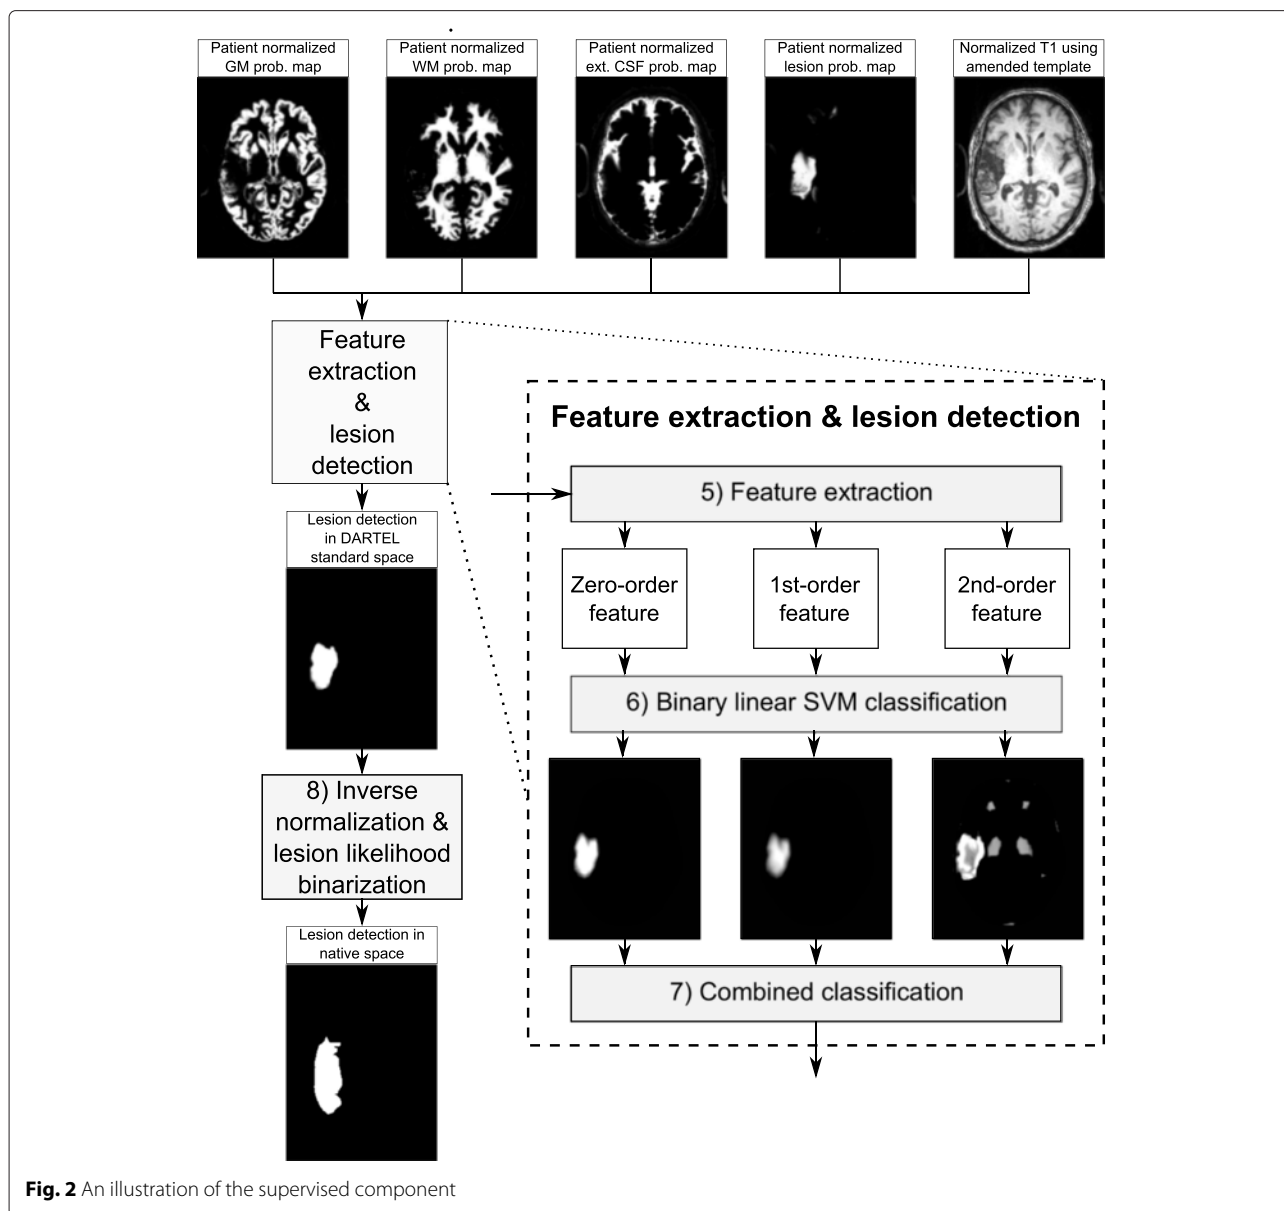 Patient normalized
GM prob. map
Patient normalized
WM prob. map
Patient normalized
ext. CSF prob. map
Patient normalized
lesion prob. map
Normalized T1 using
amended template
Feature
extraction
&
lesion
detection
Feature extraction & lesion detection
5) Feature extraction
Zero-order
feature
1st-order
feature
2nd-order
feature
6) Binary linear SVM classification
7) Combined classification
Lesion detection
in DARTEL
standard space
8) Inverse
normalization &
lesion likelihood
binarization
Lesion detection in
native space
Fig. 2 An illustration of the supervised component